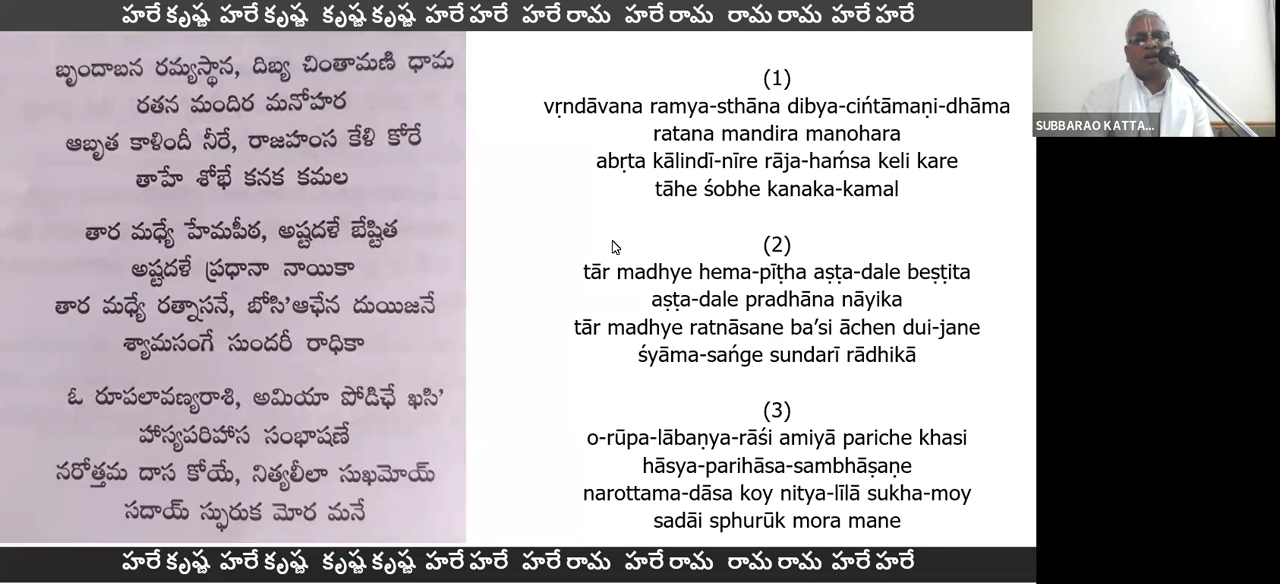 హరే కృష్ణ హరే కృష్ణ కృష్ణ కృష్ణ హరే హరే హరే రామ హరే రామ రామ రామ హరే హరే
బృందాబన రమ్యస్థాన, దిబ్య చింతామణి ధామ
రతన మందిర మనోహర
ఆబృత కాళిందీ నీరే, రాజహంస కేళి కోరే
తాహే శోభే కనక కమల
తార మధ్యే హేమపీఠ, అష్టదళే బేష్టిత
అష్టదళే ప్రధానా నాయికా
తార మధ్యే రత్నాసనే, బోసి'ఆఛేన దుయిజనే
శ్యామసంగే సుందరీ రాధికా
ఓ రూపలావణ్యరాశి, అమియా పోడిఛే ఖసి'
హాస్యపరిహాస సంభాషణే
నరోత్తమ దాస కోయే, నిత్యలీలా సుఖమోయ్
సదాయ్ స్ఫురుక మోర మనే
(1)
vṛndāvana ramya-sthāna dibya-cińtāmaṇi-dhāma
ratana mandira manohara
abṛta kālindī-nīre rāja-haḿsa keli kare
tāhe śobhe kanaka-kamal
(2)
tār madhye hema-pīṭha aṣṭa-dale beṣṭita
aṣṭa-dale pradhāna nāyika
tār madhye ratnāsane ba’si āchen dui-jane
śyāma-sańge sundarī rādhikā
(3)
o-rūpa-lābaṇya-rāśi amiyā pariche khasi
hāsya-parihāsa-sambhāṣaṇe
narottama-dāsa koy nitya-līlā sukha-moy
sadāi sphurūk mora mane
SUBBARAO KATTA...
హరే కృష్ణ హరే కృష్ణ కృష్ణ కృష్ణ హరే హరే హరే రామ హరే రామ రామ రామ హరే హరే